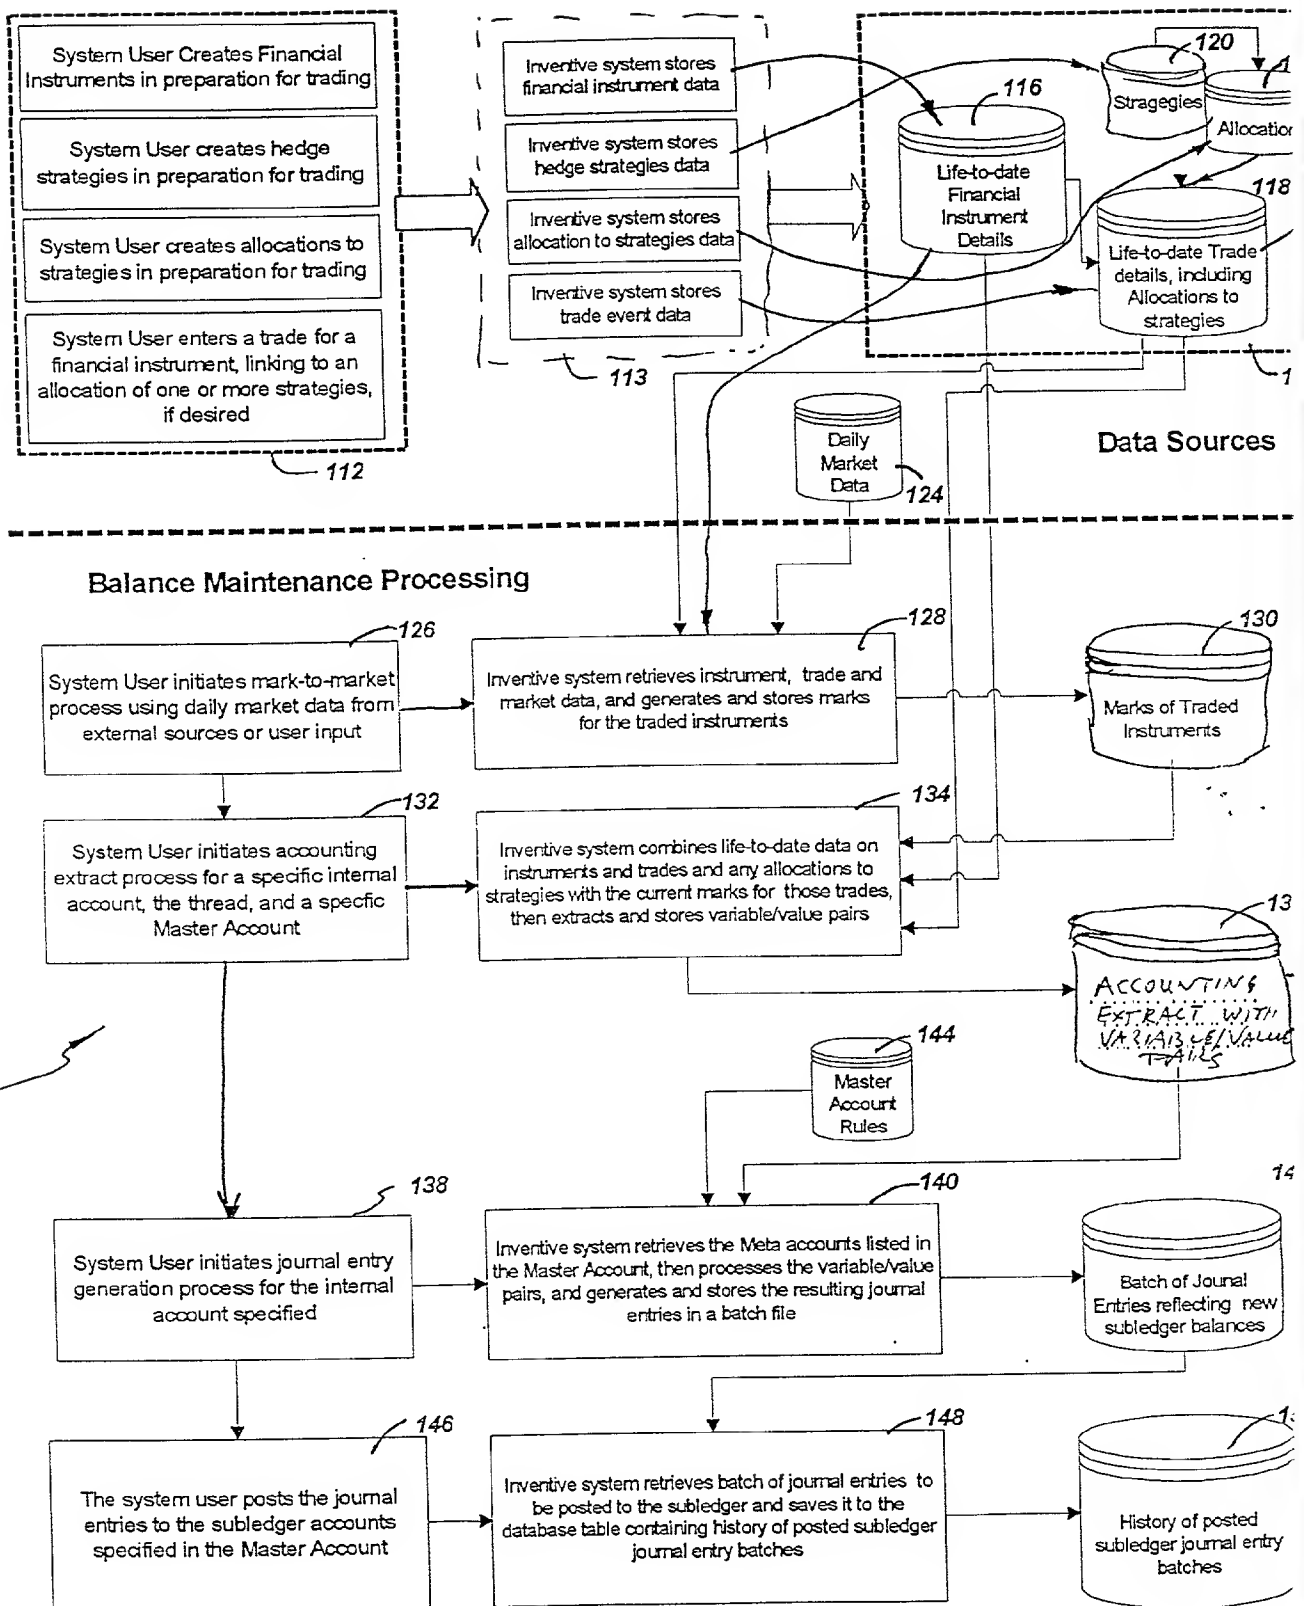 System User Creates Financial
Instruments in preparation for trading
System User creates hedge
strategies in preparation for trading
System User creates allocations to
strategies in preparation for trading
System User enters a trade for a
financial instrument, linking to an
allocation of one or more strategies,
if desired
112
Inventive system stores
financial instrument data
Inventive system stores
hedge strategies data
Inventive system stores
allocation to strategies data
Inventive system stores
trade event data
113
116
Life-to-date
Financial
Instrument
Details
120
Stragegies
118
Life-to-date Trade
details, including
Allocations to
strategies
Daily
Market
Data
124
Data Sources
Balance Maintenance Processing
126
System User initiates mark-to-market
process using daily market data from
external sources or user input
128
Inventive system retrieves instrument, trade and
market data, and generates and stores marks
for the traded instruments
130
Marks of Traded
Instruments
132
System User initiates accounting
extract process for a specific internal
account, the thread, and a specfic
Master Account
134
Inventive system combines life-to-date data on
instruments and trades and any allocations to
strategies with the current marks for those trades,
then extracts and stores variable/value pairs
ACCOUNTING
EXTRACT WITH
VARIABLE/VALUE
PAIRS
144
Master
Account
Rules
138
System User initiates journal entry
generation process for the internal
account specified
140
Inventive system retrieves the Meta accounts listed in
the Master Account, then processes the variable/value
pairs, and generates and stores the resulting journal
entries in a batch file
Batch of Jounal
Entries reflecting new
subledger balances
146
The system user posts the journal
entries to the subledger accounts
specified in the Master Account
148
Inventive system retrieves batch of journal entries to
be posted to the subledger and saves it to the
database table containing history of posted subledger
journal entry batches
History of posted
subledger journal entry
batches